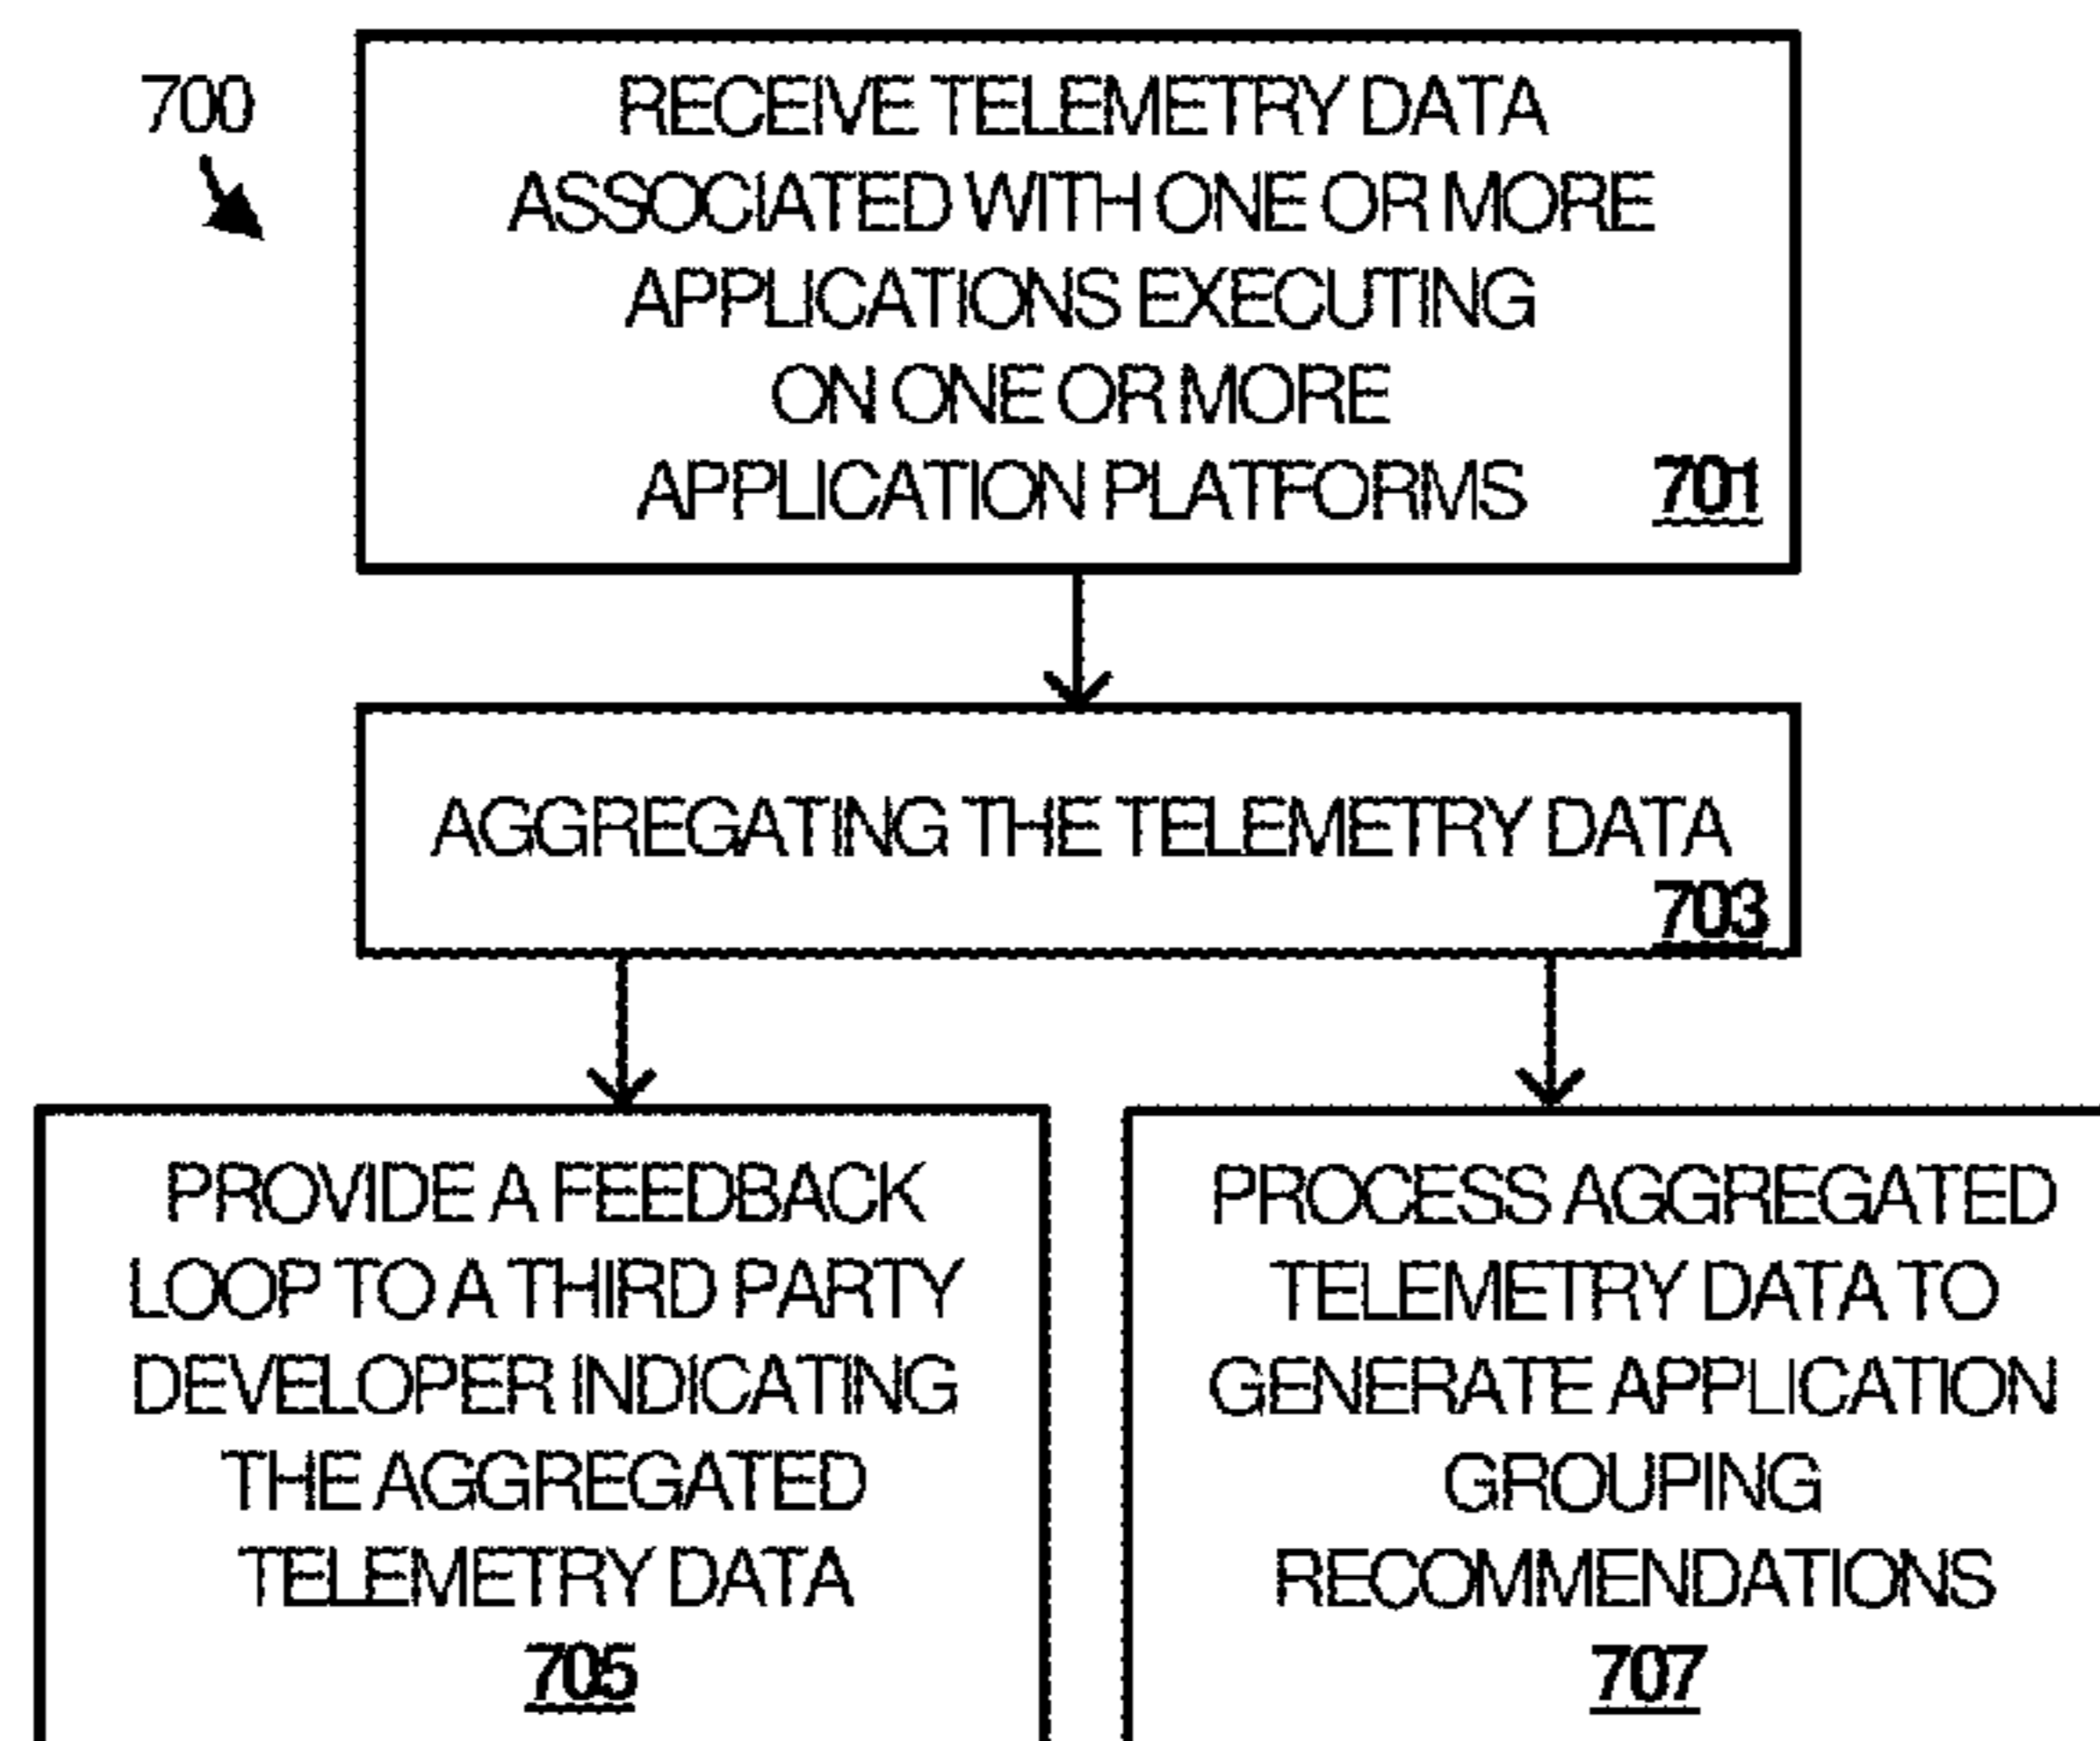 700
RECEIVE TELEMETRY DATA
ASSOCIATED WITH ONE OR MORE
APPLICATIONS EXECUTING
ON ONE OR MORE
APPLICATION PLATFORMS 701
AGGREGATING THE TELEMETRY DATA
703
PROVIDE A FEEDBACK
LOOP TO A THIRD PARTY
DEVELOPER INDICATING
THE AGGREGATED
TELEMETRY DATA
705
PROCESS AGGREGATED
TELEMETRY DATA TO
GENERATE APPLICATION
GROUPING
RECOMMENDATIONS
707